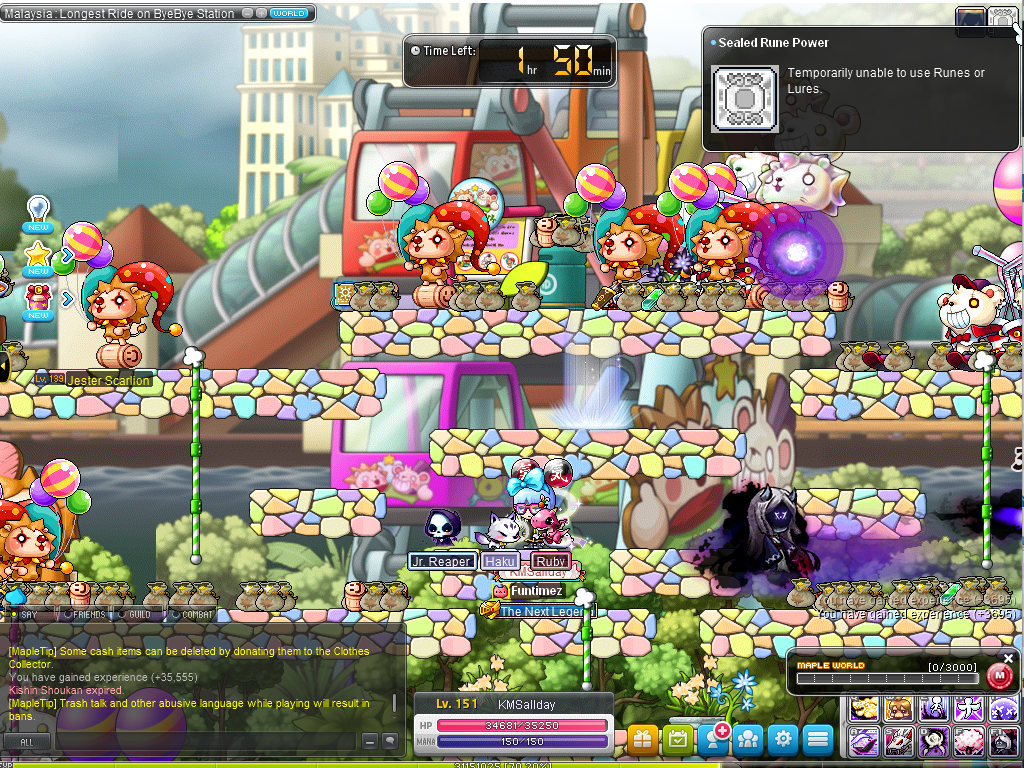 Malaysia: Longest Ride on ByeBye Station
WORLD
Time Left:
1 hr 50 min
Sealed Rune Power
Temporarily unable to use Runes or
Lures.
NEW
NEW
NEW
Lv. 139 Jester Scarlion
Jr. Reaper
Haku
Ruby
KMSallday
Funtimez
The Next Legen
SAY
FRIENDS
GUILD
COMBAT
You have gained experience (+3695)
You have gained experience (+3695)
[MapleTip] Some cash items can be deleted by donating them to the Clothes
Collector.
You have gained experience (+35,555)
Kishin Shoukan expired.
[MapleTip] Trash talk and other abusive language while playing will result in
bans.
ALL
MAPLE WORLD
[0/3000]
M
Lv. 151 KMSallday
HP 34681/35250
MANA 150/150